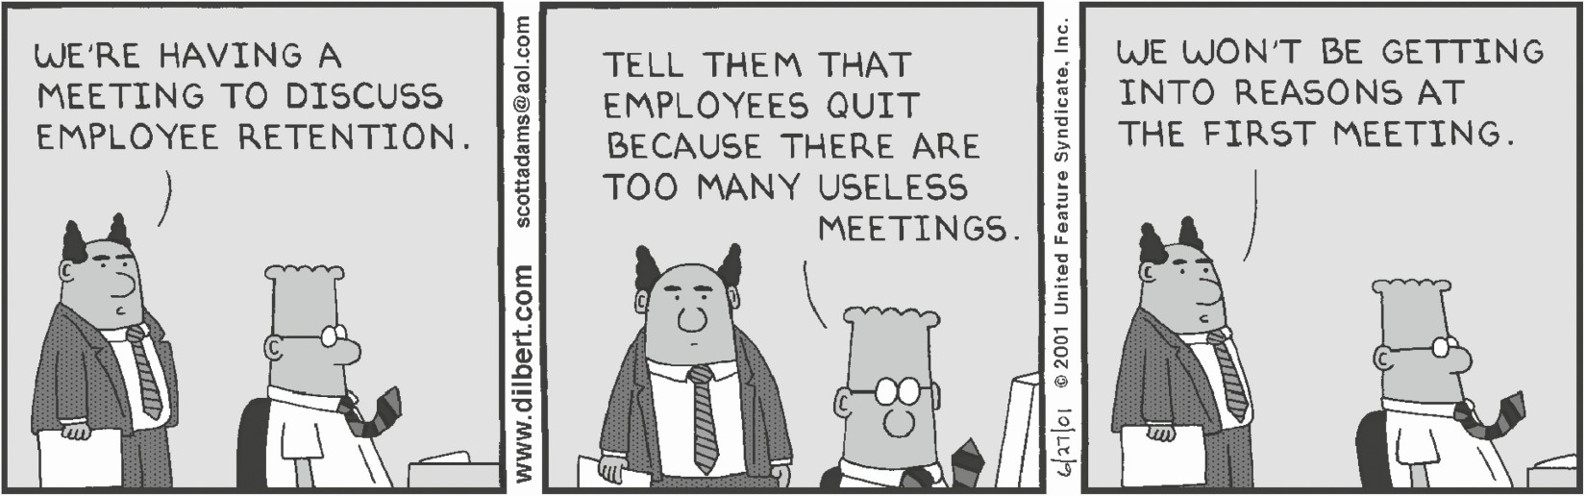 WE'RE HAVING A
MEETING TO DISCUSS
EMPLOYEE RETENTION.
www.dilbert.com scottadams@aol.com
TELL THEM THAT
EMPLOYEES QUIT
BECAUSE THERE ARE
TOO MANY USELESS
MEETINGS.
6/27/01 © 2001 United Feature Syndicate, Inc.
WE WON'T BE GETTING
INTO REASONS AT
THE FIRST MEETING.